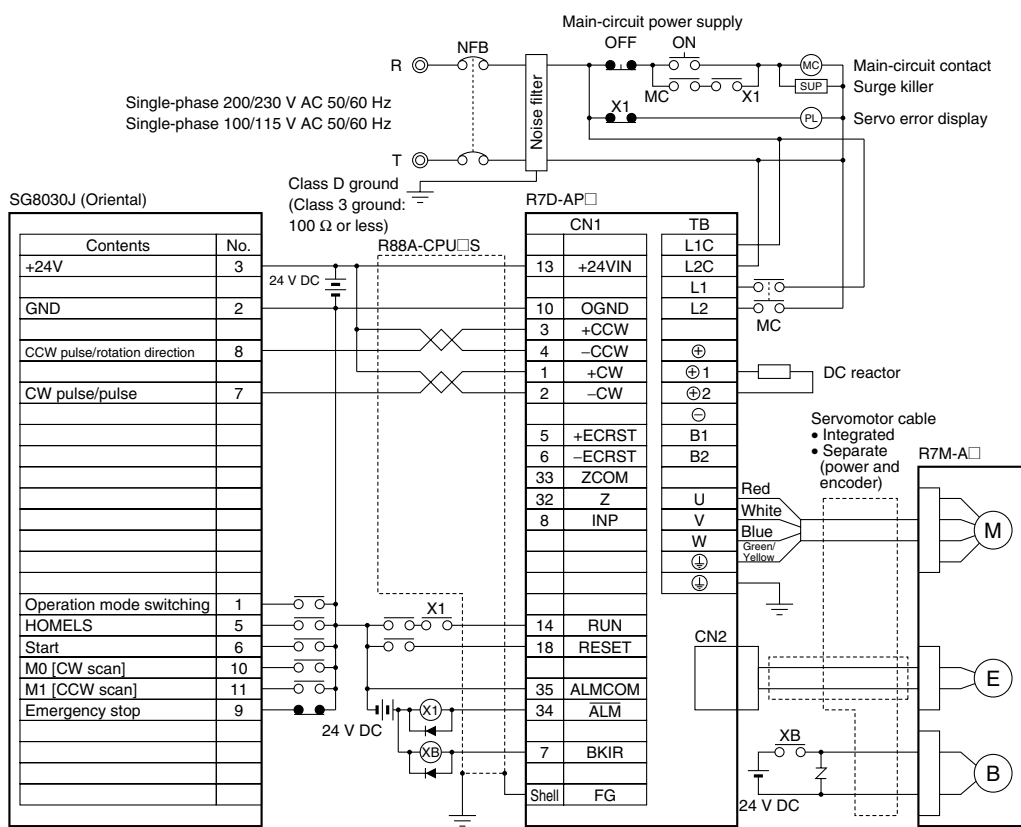 Main-circuit power supply
NFB
OFF ON
R
MC
Main-circuit contact
SUP
Surge killer
MC X1
Single-phase 200/230 V AC 50/60 Hz
Single-phase 100/115 V AC 50/60 Hz
Noise filter
X1
PL
Servo error display
T
Class D ground
(Class 3 ground:
100 Ω or less)
SG8030J (Oriental)
R7D-AP□
R88A-CPU□S
Contents No.
+24V 3
GND 2
CCW pulse/rotation direction 8
CW pulse/pulse 7
Operation mode switching 1
HOMELS 5
Start 6
M0 [CW scan] 10
M1 [CCW scan] 11
Emergency stop 9
24 V DC
X1
24 V DC
X1
XB
CN1
13 +24VIN
10 OGND
3 +CCW
4 −CCW
1 +CW
2 −CW
5 +ECRST
6 −ECRST
33 ZCOM
32 Z
8 INP
14 RUN
18 RESET
35 ALMCOM
34 ALM
7 BKIR
Shell FG
TB
L1C
L2C
L1
L2
⊕
⊕1
⊕2
⊖
B1
B2
U
V
W
MC
DC reactor
Servomotor cable
• Integrated
• Separate
(power and
encoder)
R7M-A□
Red
White
Blue
Green/
Yellow
M
CN2
E
XB
B
24 V DC